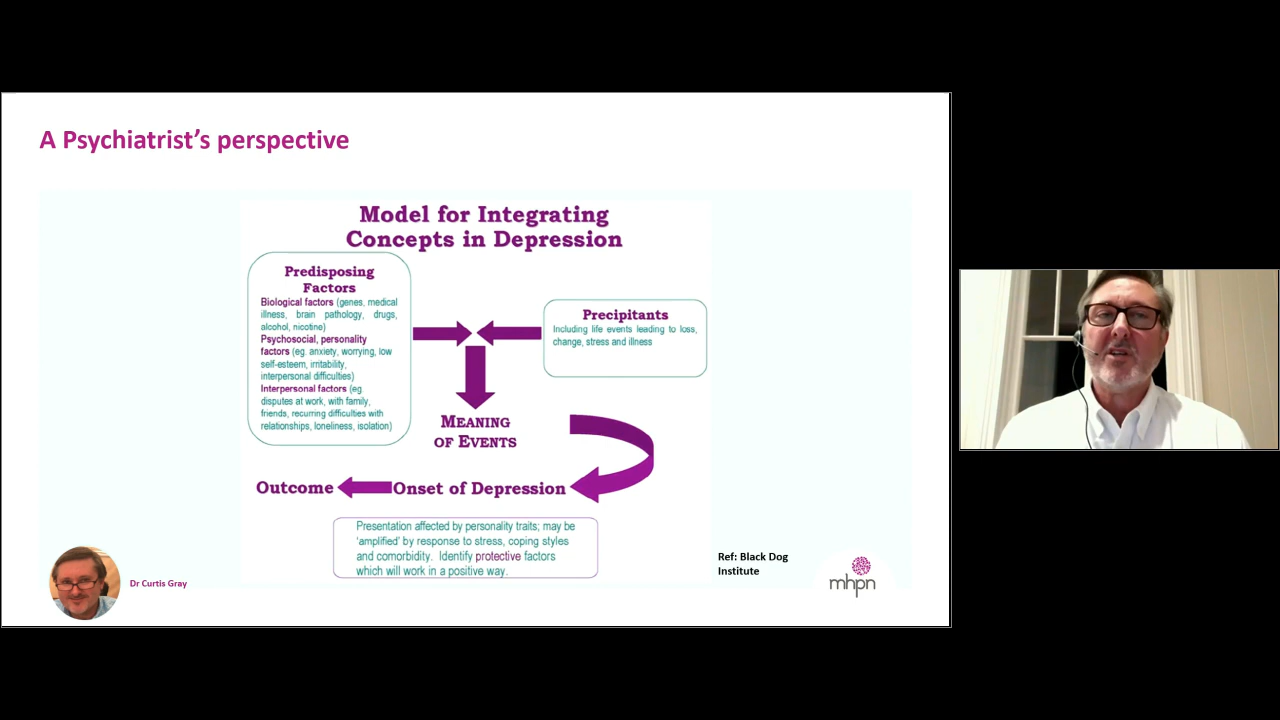 A Psychiatrist's perspective
Model for Integrating
Concepts in Depression
Predisposing
Factors
Biological factors (genes, medical
illness, brain pathology, drugs,
alcohol, nicotine)
Psychosocial, personality
factors (eg. anxiety, worrying, low
self-esteem, irritability,
interpersonal difficulties)
Interpersonal factors (eg
disputes at work, with family,
friends, recurring difficulties with
relationships, loneliness, isolation)
Precipitants
Including life events leading to loss,
change, stress and illness
MEANING
OF EVENTS
Outcome
Onset of Depression
Presentation affected by personality traits; may be
'amplified' by response to stress, coping styles
and comorbidity. Identify protective factors
which will work in a positive way.
Ref: Black Dog
Institute
Dr Curtis Gray
mhpn